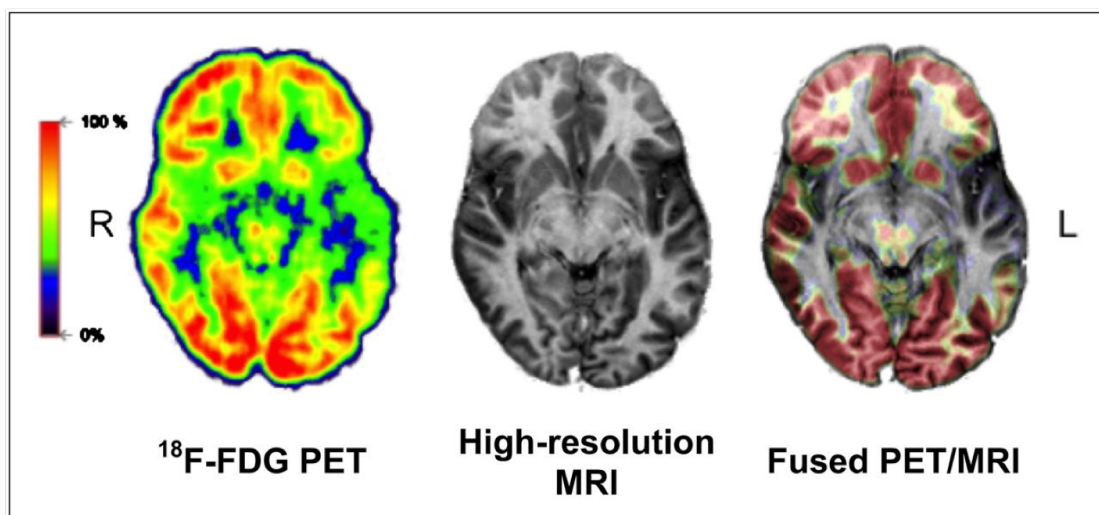 100 %
R
L
0%
¹⁸F-FDG PET
High-resolution
MRI
Fused PET/MRI